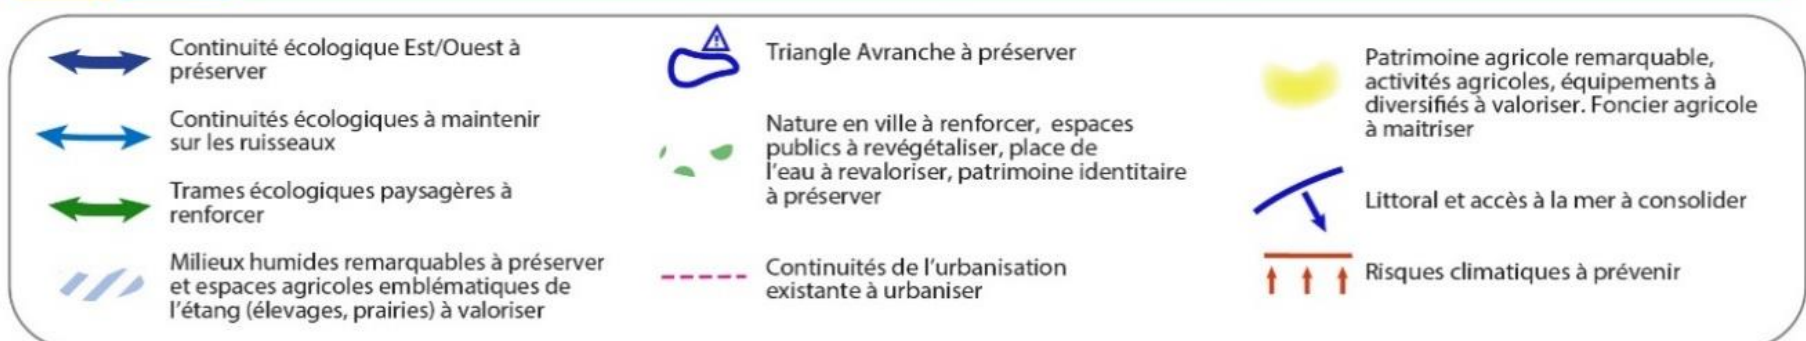 Continuité écologique Est/Ouest à
préserver
Continuités écologiques à maintenir
sur les ruisseaux
Trames écologiques paysagères à
renforcer
Milieux humides remarquables à préserver
et espaces agricoles emblématiques de
l'étang (élevages, prairies) à valoriser
Triangle Avranche à préserver
Nature en ville à renforcer, espaces
publics à revégétaliser, place de
l'eau à revaloriser, patrimoine identitaire
à préserver
Continuités de l'urbanisation
existante à urbaniser
Patrimoine agricole remarquable,
activités agricoles, équipements à
diversifiés à valoriser. Foncier agricole
à maitriser
Littoral et accès à la mer à consolider
Risques climatiques à prévenir